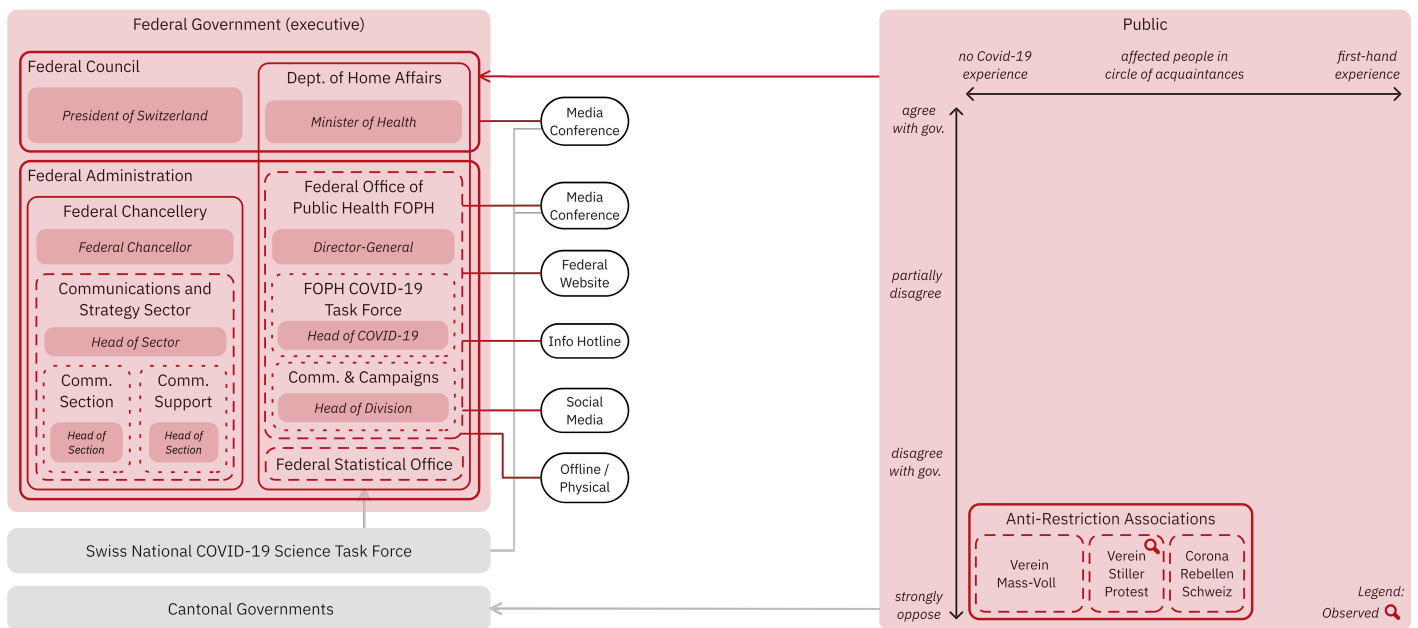 Federal Government (executive)
Federal Council
President of Switzerland
Dept. of Home Affairs
Minister of Health
Federal Administration
Federal Chancellery
Federal Chancellor
Communications and
Strategy Sector
Head of Sector
Comm.
Section
Head of
Section
Comm.
Support
Head of
Section
Federal Office of
Public Health FOPH
Director-General
FOPH COVID-19
Task Force
Head of COVID-19
Comm. & Campaigns
Head of Division
Federal Statistical Office
Swiss National COVID-19 Science Task Force
Cantonal Governments
Media
Conference
Media
Conference
Federal
Website
Info Hotline
Social
Media
Offline /
Physical
Public
no Covid-19
experience
affected people in
circle of acquaintances
first-hand
experience
agree
with gov.
partially
disagree
disagree
with gov.
strongly
oppose
Anti-Restriction Associations
Verein
Mass-Voll
Verein
Stiller
Protest
Corona
Rebellen
Schweiz
Legend:
Observed